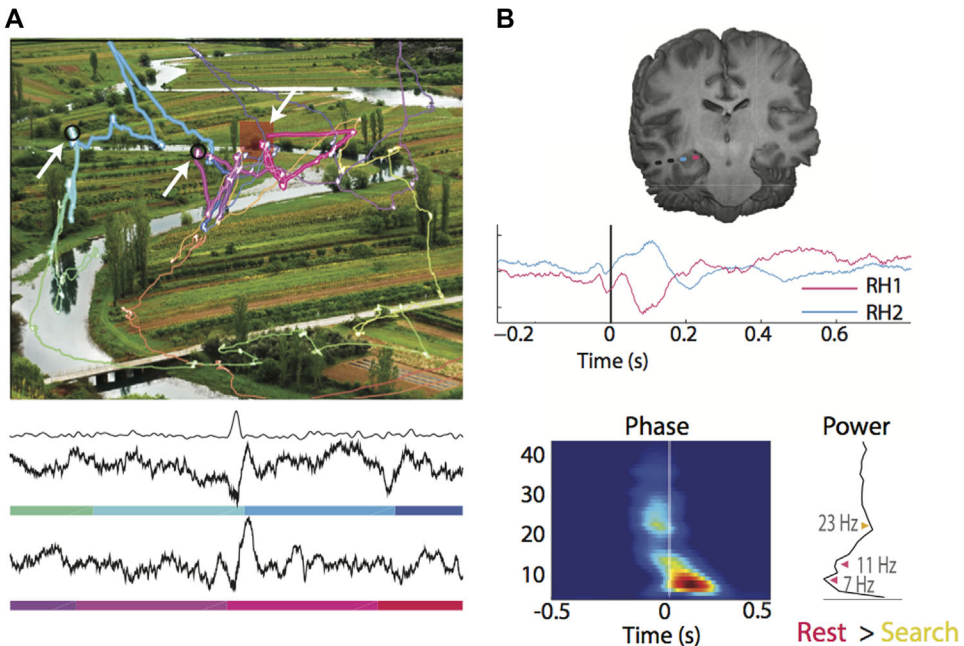 A
B
RH1
RH2
−0.2
0
0.2
0.4
0.6
Time (s)
Phase
Power
40
30
20
10
23 Hz
11 Hz
7 Hz
-0.5
0
0.5
Time (s)
Rest > Search